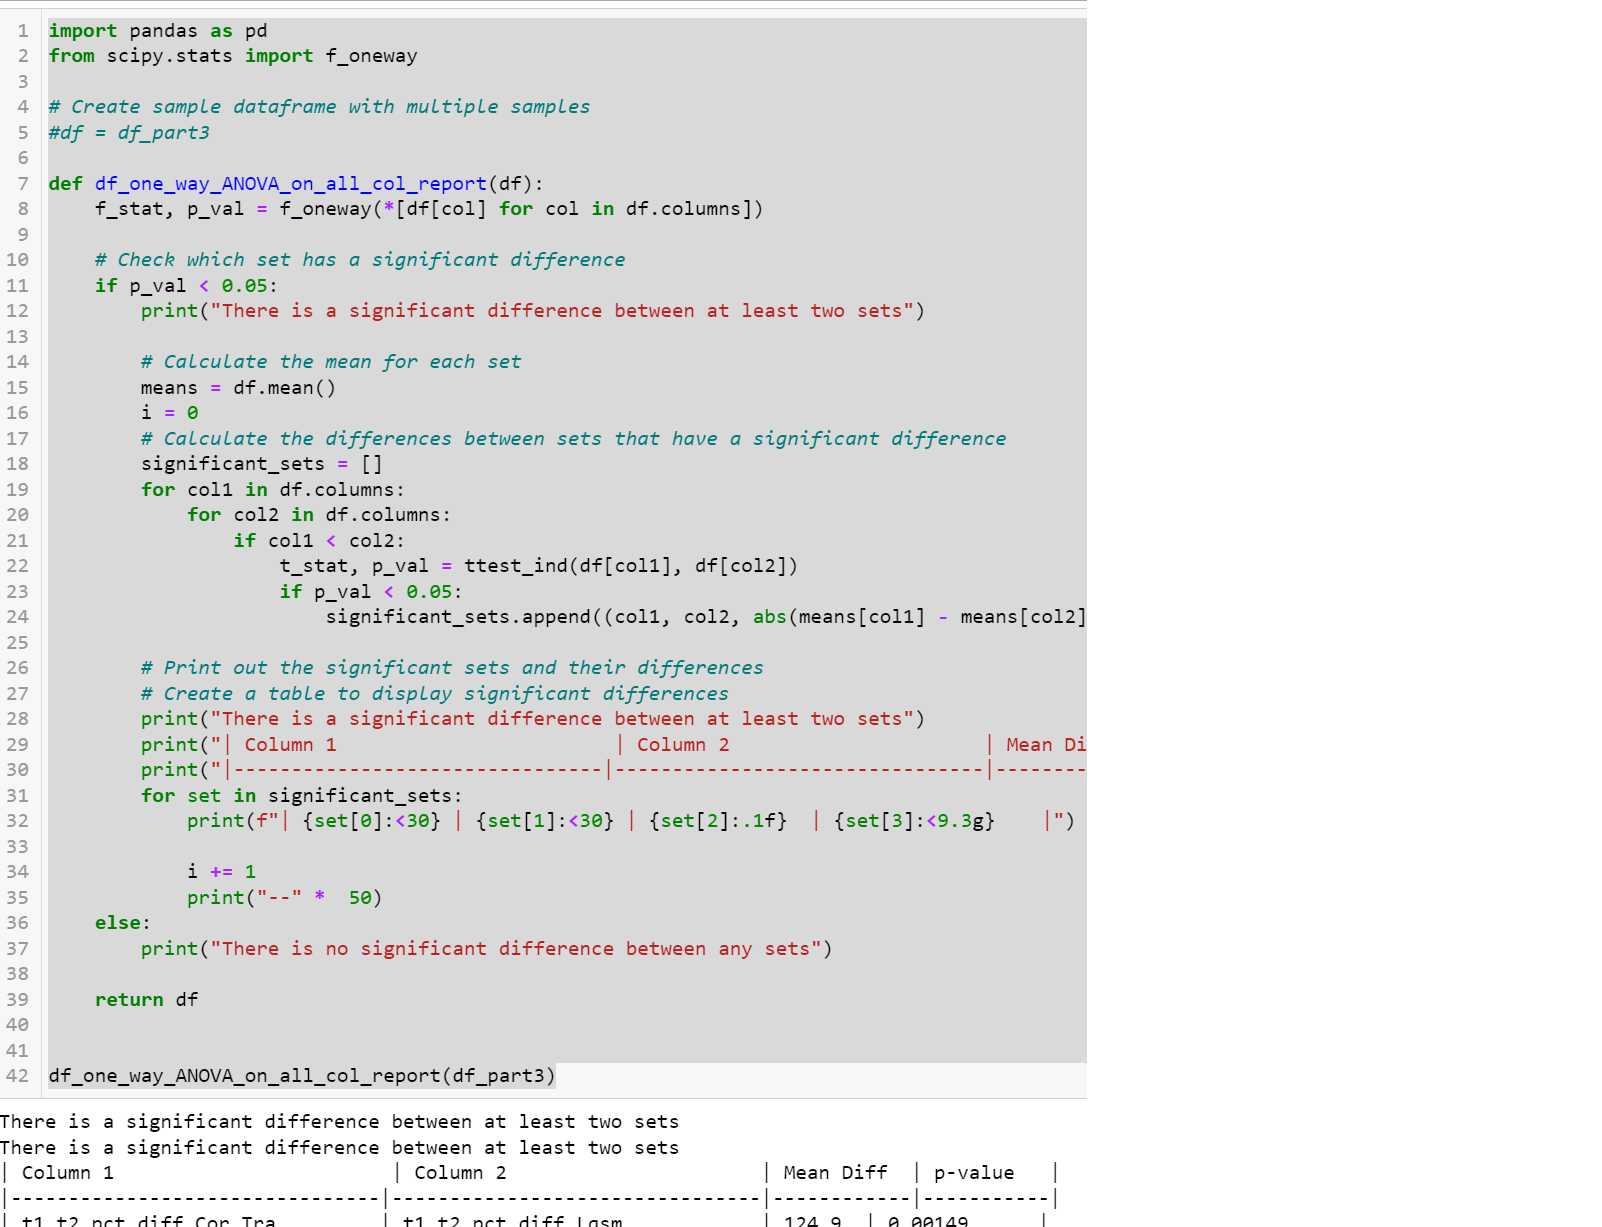 1 import pandas as pd
2 from scipy.stats import f_oneway
3
4 # Create sample dataframe with multiple samples
5 #df = df_part3
6
7 def df_one_way_ANOVA_on_all_col_report(df):
8     f_stat, p_val = f_oneway(*[df[col] for col in df.columns])
9
10     # Check which set has a significant difference
11     if p_val < 0.05:
12         print("There is a significant difference between at least two sets")
13
14         # Calculate the mean for each set
15         means = df.mean()
16         i = 0
17         # Calculate the differences between sets that have a significant difference
18         significant_sets = []
19         for col1 in df.columns:
20             for col2 in df.columns:
21                 if col1 < col2:
22                     t_stat, p_val = ttest_ind(df[col1], df[col2])
23                     if p_val < 0.05:
24                         significant_sets.append((col1, col2, abs(means[col1] - means[col2]
25
26         # Print out the significant sets and their differences
27         # Create a table to display significant differences
28         print("There is a significant difference between at least two sets")
29         print("| Column 1                        | Column 2                      | Mean Di
30         print("|--------------------------------|--------------------------------|--------
31         for set in significant_sets:
32             print(f"| {set[0]:<30} | {set[1]:<30} | {set[2]:.1f}  | {set[3]:<9.3g}    |")
33
34             i += 1
35             print("--" *  50)
36     else:
37         print("There is no significant difference between any sets")
38
39     return df
40
41
42 df_one_way_ANOVA_on_all_col_report(df_part3)
There is a significant difference between at least two sets
There is a significant difference between at least two sets
| Column 1                        | Column 2                      | Mean Diff  | p-value   |
|--------------------------------|--------------------------------|------------|-----------|
| t1_t2_pct_diff_Cor_Tra         | t1_t2_pct_diff_Lgsm            | 124.9  | 0.00149      |